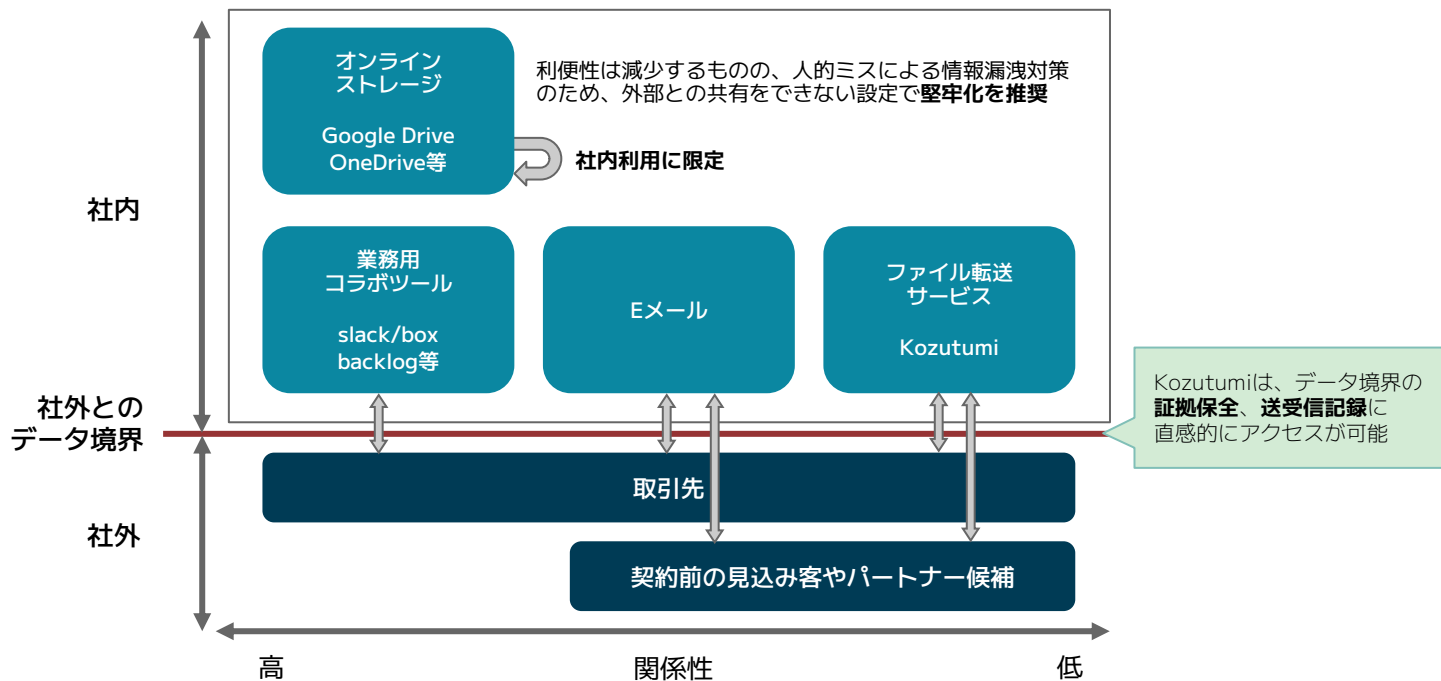 オンライン
ストレージ
Google Drive
OneDrive等
利便性は減少するものの、人的ミスによる情報漏洩対策
のため、外部との共有をできない設定で堅牢化を推奨
社内利用に限定
社内
業務用
コラボツール
slack/box
backlog等
Eメール
ファイル転送
サービス
Kozutumi
社外との
データ境界
Kozutumiは、データ境界の
証拠保全、送受信記録に
直感的にアクセスが可能
取引先
社外
契約前の見込み客やパートナー候補
高
関係性
低